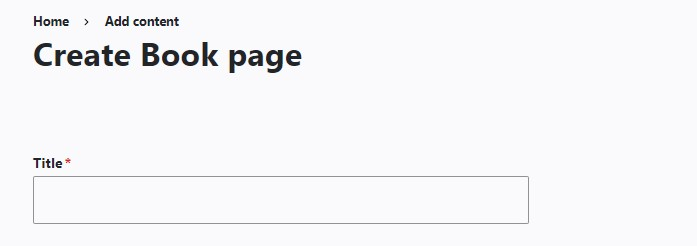 Home › Add content
Create Book page
Title*